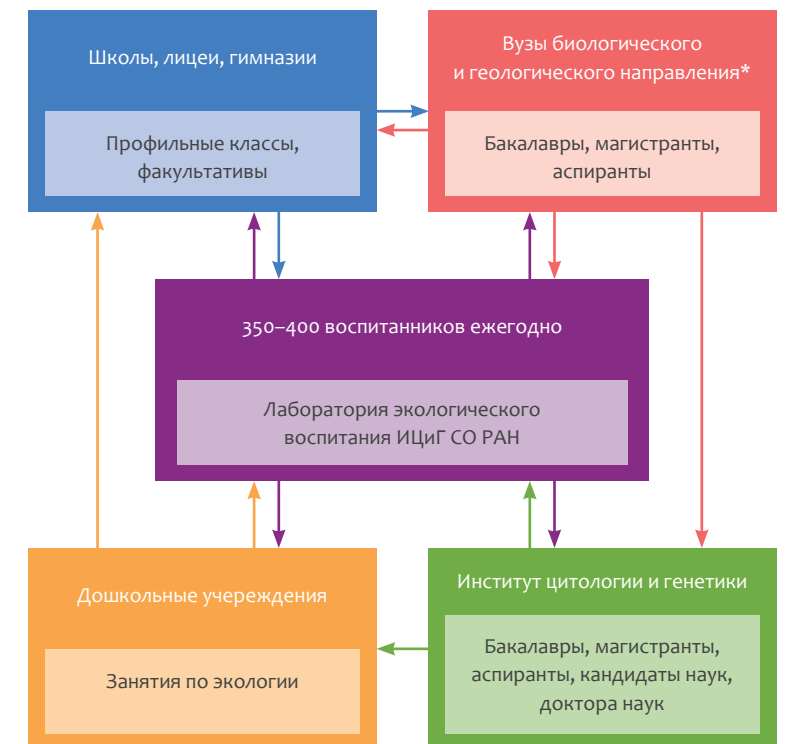 Школы, лицеи, гимназии
Профильные классы,
факультативы
Вузы биологического
и геологического направления*
Бакалавры, магистранты,
аспиранты
350–400 воспитанников ежегодно
Лаборатория экологического
воспитания ИЦиГ СО РАН
Дошкольные учереждения
Занятия по экологии
Институт цитологии и генетики
Бакалавры, магистранты,
аспиранты, кандидаты наук,
доктора наук